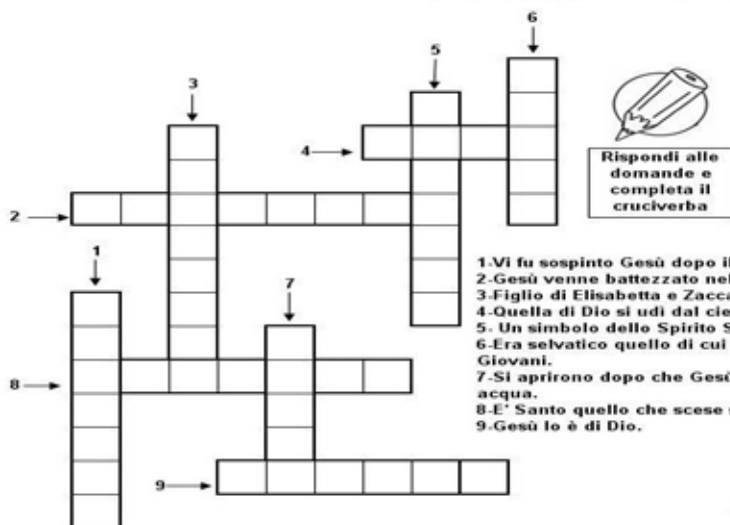 6
5
3
4
Rispondi alle
domande e
completa il
cruciverba
2
1
7
1-Vi fu sospinto Gesù dopo il
2-Gesù venne battezzato nel
3-Figlio di Elisabetta e Zacca
4-Quella di Dio si udì dal cie
5- Un simbolo dello Spirito S
6-Era selvatico quello di cui
Giovani.
7-Si aprirono dopo che Gesù
acqua.
8-E' Santo quello che scese s
9-Gesù lo è di Dio.
8
9